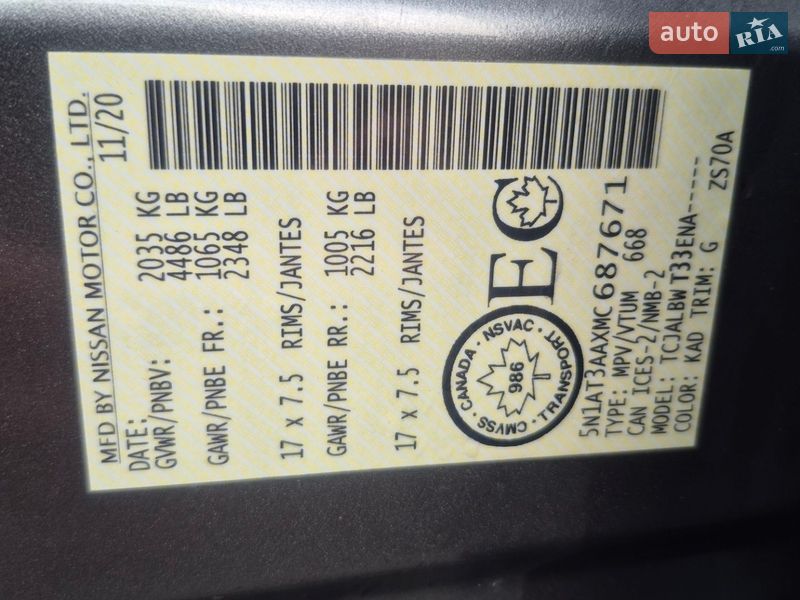 auto RIA .com
MFD BY NISSAN MOTOR CO., LTD.
DATE: 11/20
GVWR/PNBV: 2035 KG
4486 LB
GAWR/PNBE FR.: 1065 KG
2348 LB
17 x 7.5 RIMS/JANTES
GAWR/PNBE RR.: 1005 KG
2216 LB
17 x 7.5 RIMS/JANTES
CANADA · NSVAC · TRANSPORT · CMVSS ·
986
EC
5N1AT3AAXMC687671
TYPE: MPV/VTUM 668
CAN ICES-2/NMB-2
MODEL: TCJALBWT33ENA-----
COLOR: KAD TRIM: G ZS70A